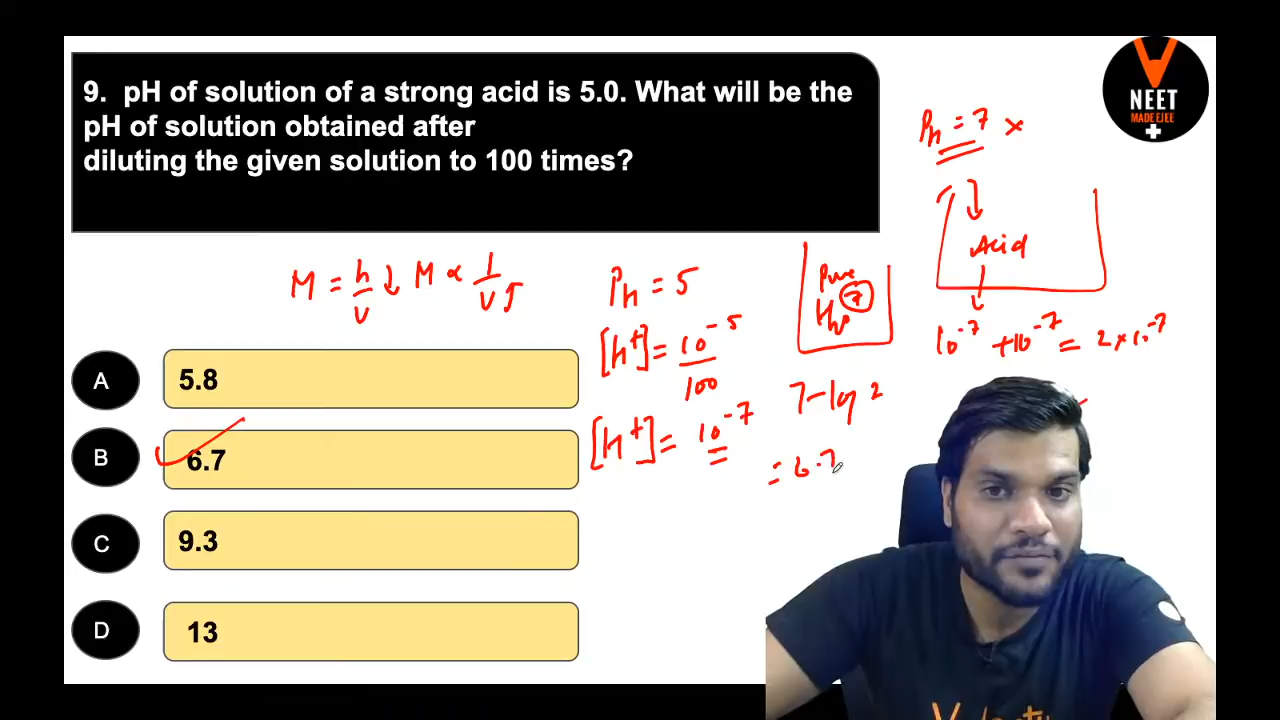 9. pH of solution of a strong acid is 5.0. What will be the
pH of solution obtained after
diluting the given solution to 100 times?
NEET
MADE EJEE
Ph = 7 ×
Acid
10⁻⁷ + 10⁻⁷ = 2 × 10⁻⁷
M = n/v ↓ M ∝ 1/v ↑
Ph = 5
[h⁺] = 10⁻⁵/100
[h⁺] = 10⁻⁷
Pure
7
7 - log 2
= 6.7
A 5.8
B 6.7
C 9.3
D 13